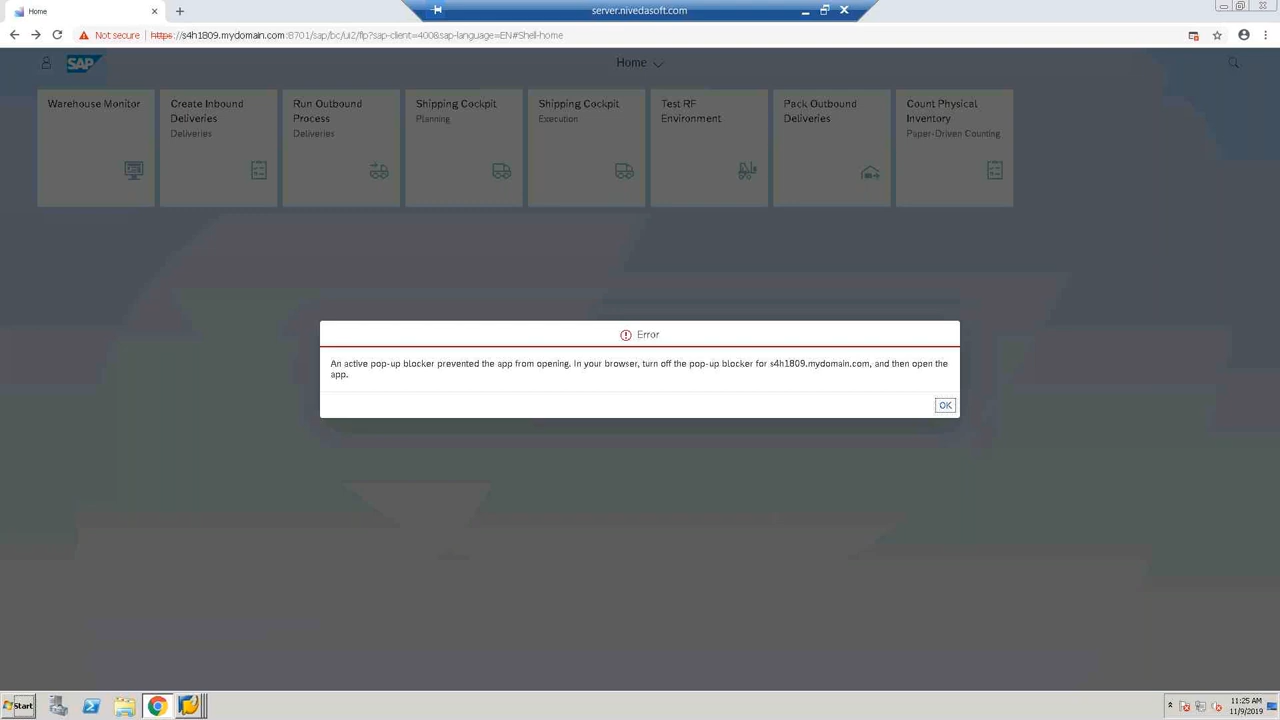 Home
server.nivedasoft.com
Not secure
https://s4h1809.mydomain.com:8701/sap/bc/ui2/flp?sap-client=400&sap-language=EN#Shell-home
SAP
Home
Warehouse Monitor
Create Inbound
Deliveries
Deliveries
Run Outbound
Process
Deliveries
Shipping Cockpit
Planning
Shipping Cockpit
Execution
Test RF
Environment
Pack Outbound
Deliveries
Count Physical
Inventory
Paper-Driven Counting
Error
An active pop-up blocker prevented the app from opening. In your browser, turn off the pop-up blocker for s4h1809.mydomain.com, and then open the
app.
OK
Start
11:25 AM
11/9/2019